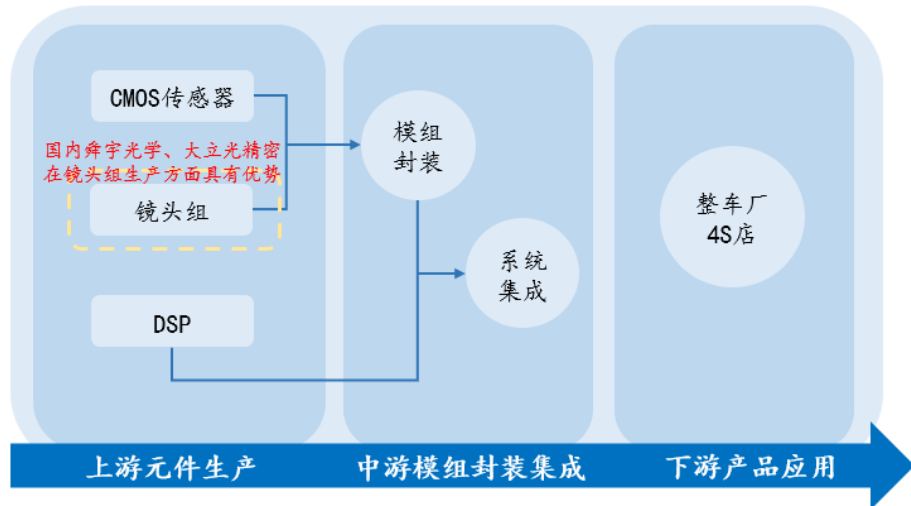 CMOS传感器
国内舜宇光学、大立光精密
在镜头组生产方面具有优势
镜头组
DSP
模组
封装
系统
集成
整车厂
4S店
上游元件生产
中游模组封装集成
下游产品应用